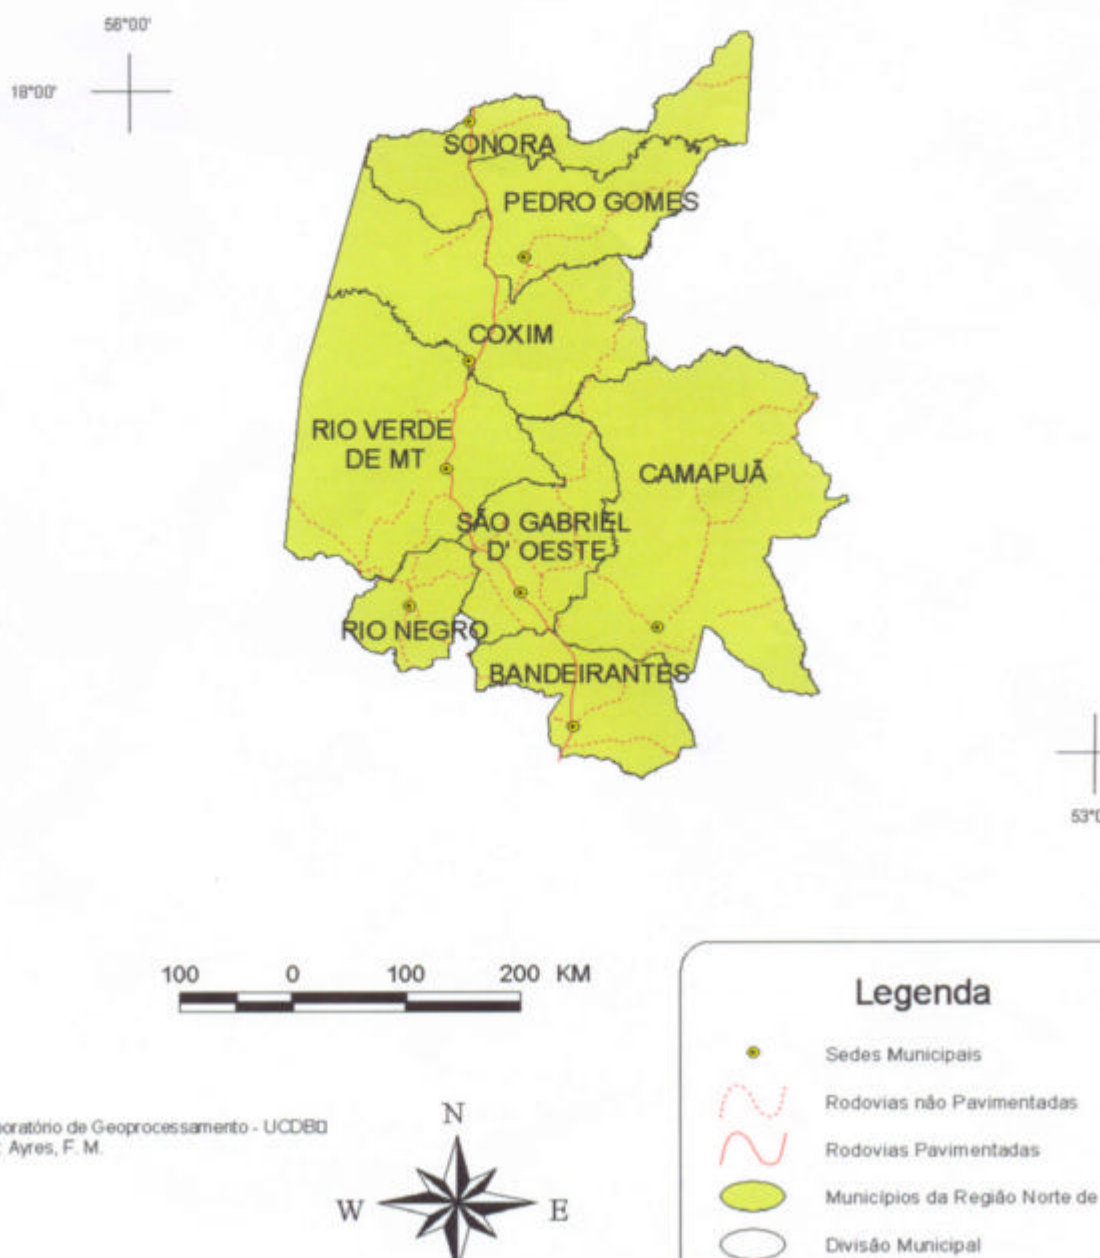 56°00'
18°00'
SONORA
PEDRO GOMES
COXIM
RIO VERDE
DE MT
CAMAPUÃ
SÃO GABRIEL
D' OESTE
RIO NEGRO
BANDEIRANTES
53°0
100 0 100 200 KM
Legenda
Sedes Municipais
Rodovias não Pavimentadas
Rodovias Pavimentadas
Municípios da Região Norte de
Divisão Municipal
oratório de Geoprocessamento - UCDB
: Ayres, F. M.
N
W E